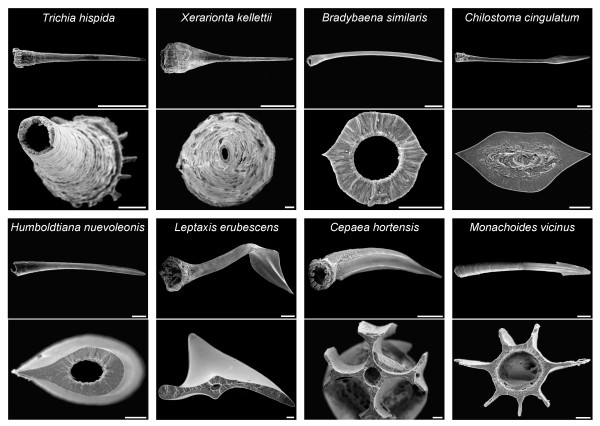 Trichia hispida
Xerarionta kellettii
Bradybaena similaris
Chilostoma cingulatum
Humboldtiana nuevoleonis
Leptaxis erubescens
Cepaea hortensis
Monachoides vicinus